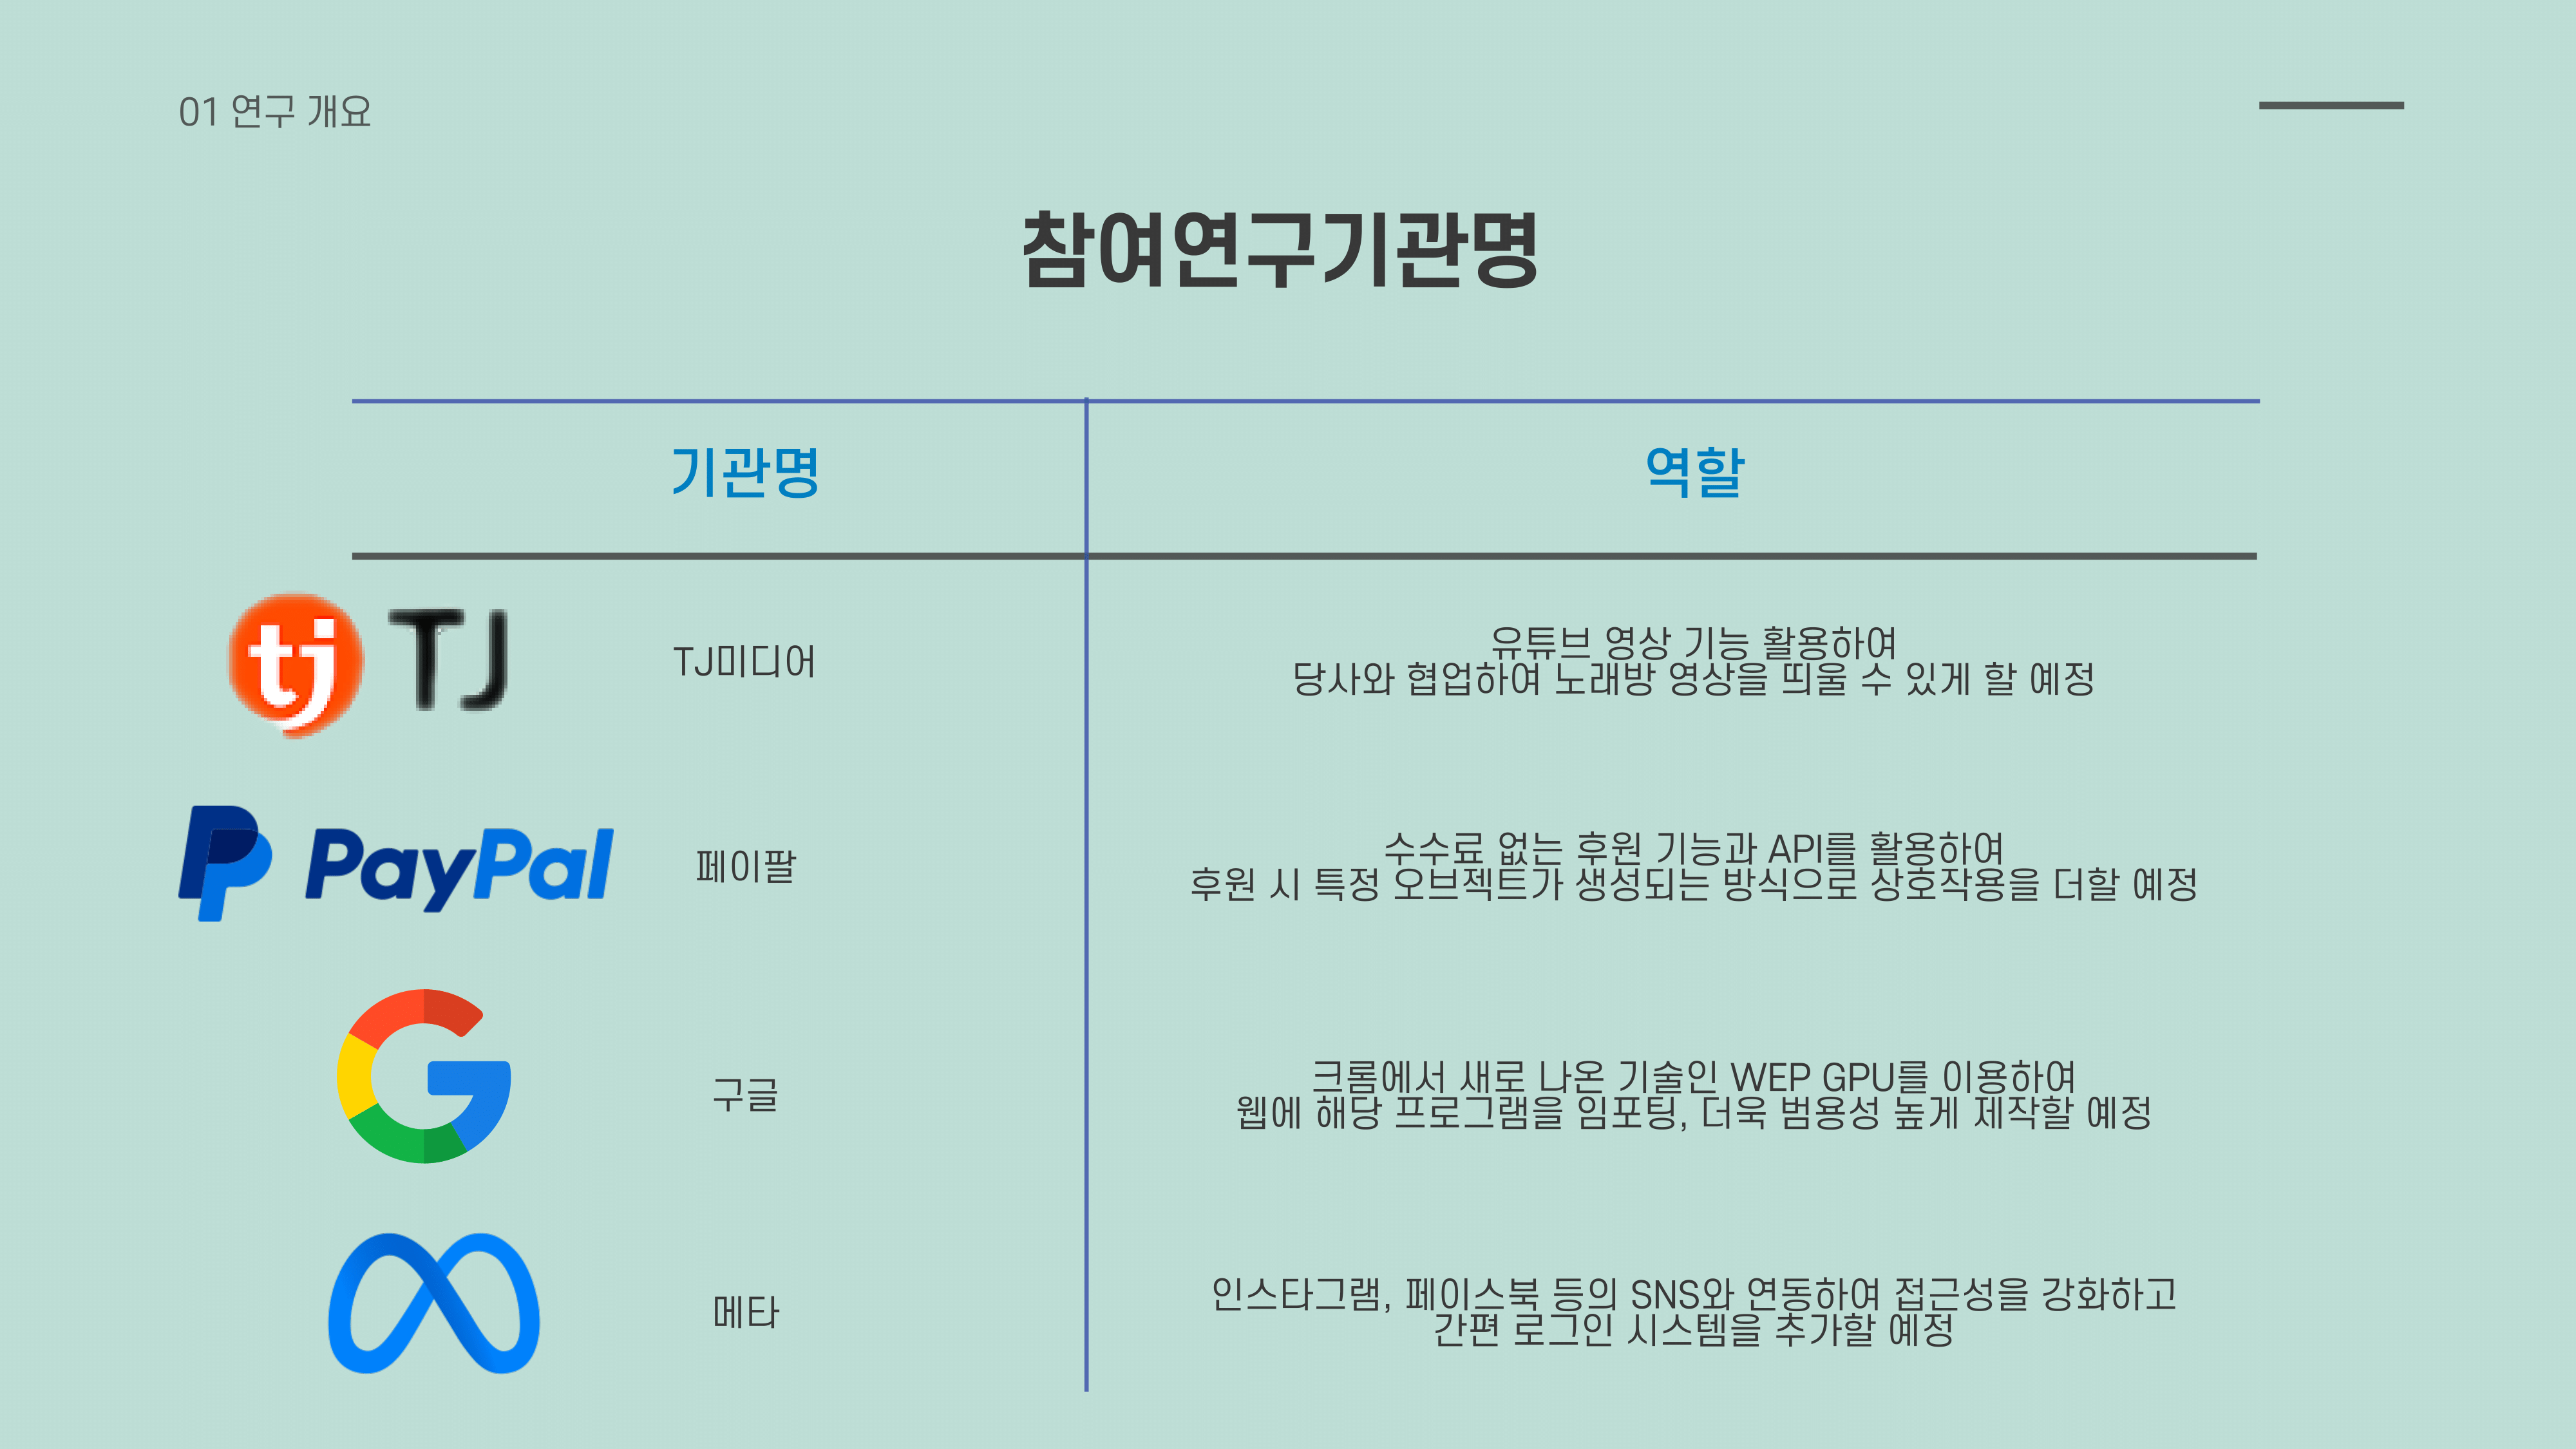 01 연구 개요
참여연구기관명
기관명
역할
tj TJ
TJ미디어
유튜브 영상 기능 활용하여
당사와 협업하여 노래방 영상을 띄울 수 있게 할 예정
PayPal
페이팔
수수료 없는 후원 기능과 API를 활용하여
후원 시 특정 오브젝트가 생성되는 방식으로 상호작용을 더할 예정
구글
크롬에서 새로 나온 기술인 WEP GPU를 이용하여
웹에 해당 프로그램을 임포팅, 더욱 범용성 높게 제작할 예정
메타
인스타그램, 페이스북 등의 SNS와 연동하여 접근성을 강화하고
간편 로그인 시스템을 추가할 예정